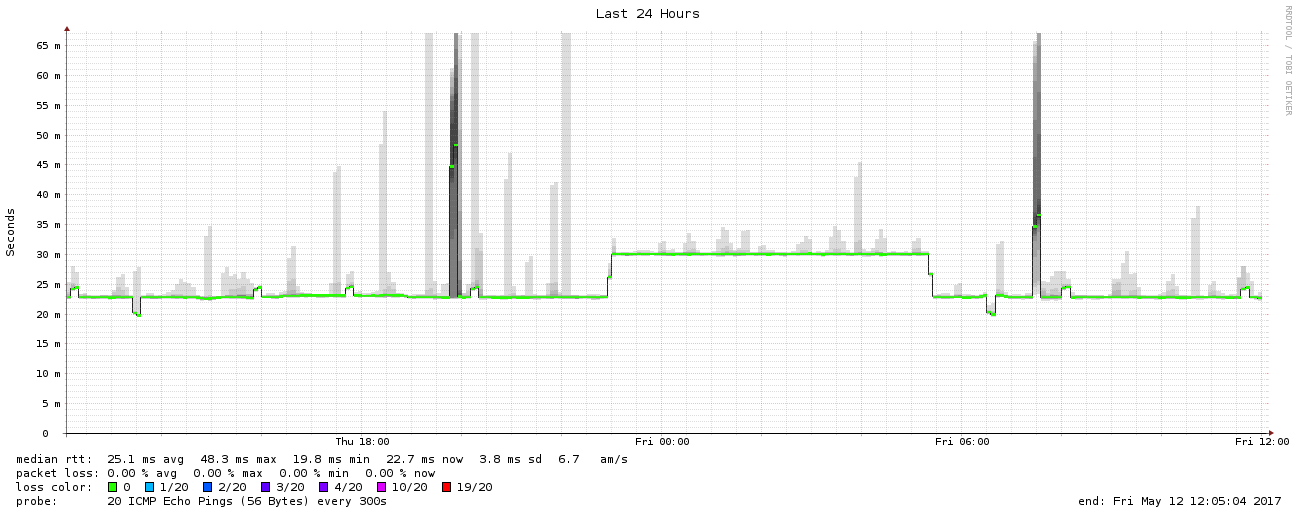 Last 24 Hours
RRDTOOL / TOBI OETIKER
Seconds
65 m
60 m
55 m
50 m
45 m
40 m
35 m
30 m
25 m
20 m
15 m
10 m
5 m
0
Thu 18:00 Fri 00:00 Fri 06:00 Fri 12:00
median rtt: 25.1 ms avg 48.3 ms max 19.8 ms min 22.7 ms now 3.8 ms sd 6.7 am/s
packet loss: 0.00 % avg 0.00 % max 0.00 % min 0.00 % now
loss color: 0 1/20 2/20 3/20 4/20 10/20 19/20
probe: 20 ICMP Echo Pings (56 Bytes) every 300s end: Fri May 12 12:05:04 2017